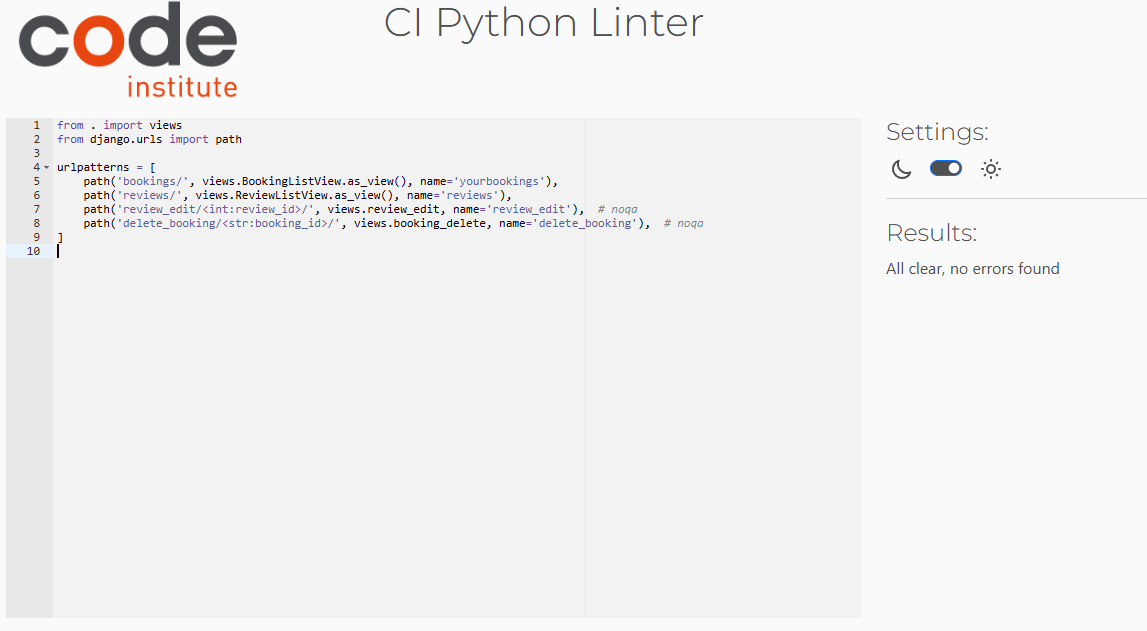 code
institute
CI Python Linter
1 from . import views
2 from django.urls import path
3
4 urlpatterns = [
5     path('bookings/', views.BookingListView.as_view(), name='yourbookings'),
6     path('reviews/', views.ReviewListView.as_view(), name='reviews'),
7     path('review_edit/<int:review_id>/', views.review_edit, name='review_edit'),  # noqa
8     path('delete_booking/<str:booking_id>/', views.booking_delete, name='delete_booking'),  # noqa
9 ]
10
Settings:
Results:
All clear, no errors found